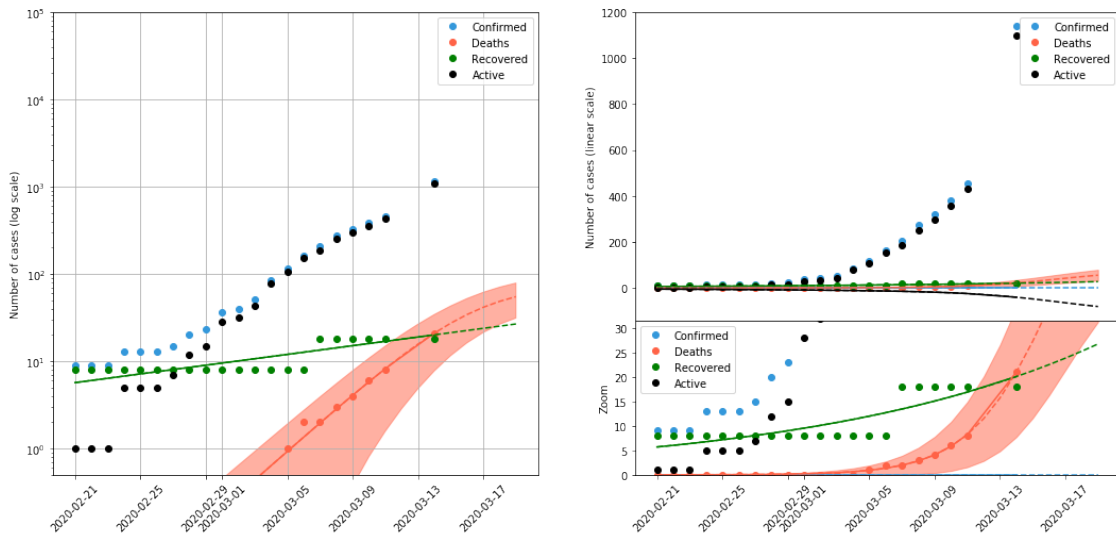 10^5
10^4
10^3
10^2
10^1
10^0
Number of cases (log scale)
Confirmed
Deaths
Recovered
Active
2020-02-21
2020-02-25
2020-02-29
2020-03-01
2020-03-05
2020-03-09
2020-03-13
2020-03-17
1200
1000
800
600
400
200
0
Number of cases (linear scale)
Confirmed
Deaths
Recovered
Active
30
25
20
15
10
5
0
Zoom
Confirmed
Deaths
Recovered
Active
2020-02-21
2020-02-25
2020-02-29
2020-03-01
2020-03-05
2020-03-09
2020-03-13
2020-03-17